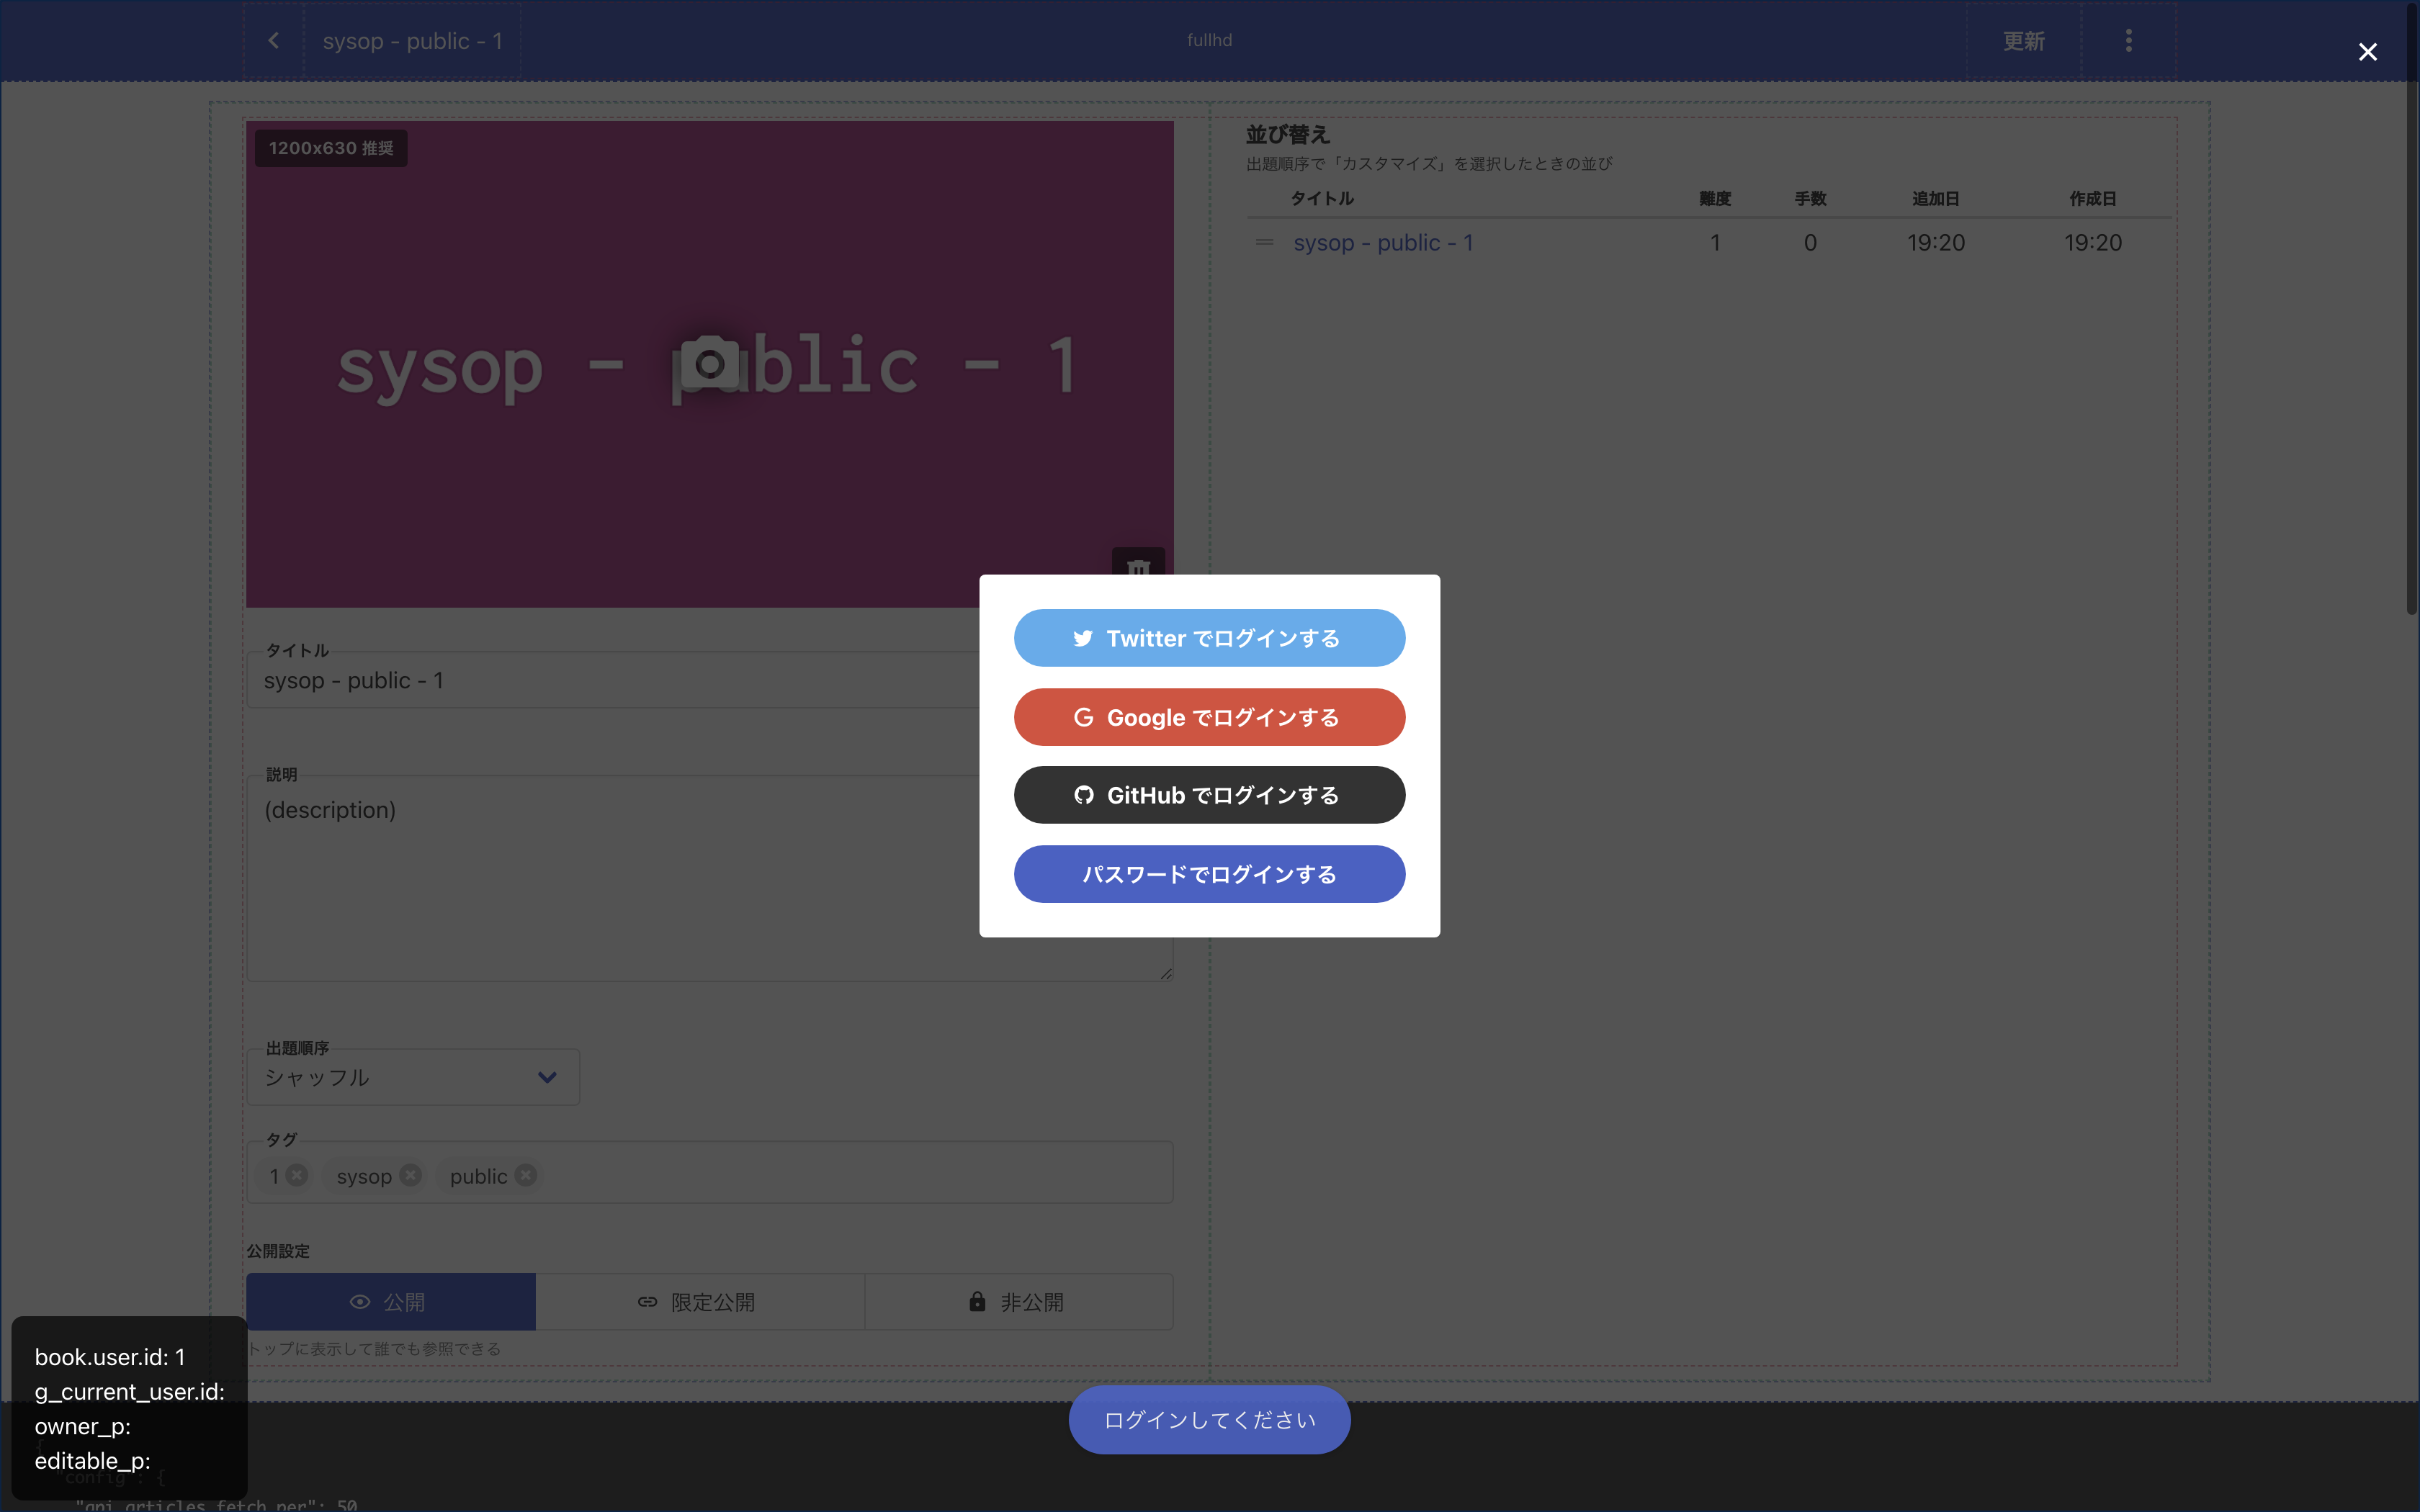 sysop - public - 1
fullhd
更新
1200x630 推奨
sysop - public - 1
並び替え
出題順序で「カスタマイズ」を選択したときの並び
タイトル 難度 手数 追加日 作成日
sysop - public - 1 1 0 19:20 19:20
Twitter でログインする
Google でログインする
GitHub でログインする
パスワードでログインする
タイトル
sysop - public - 1
説明
(description)
出題順序
シャッフル
タグ
1 sysop public
公開設定
公開 限定公開 非公開
トップに表示して誰でも参照できる
book.user.id: 1
g_current_user.id:
owner_p:
editable_p:
ログインしてください
{
"config": {
"api_articles_fetch_per": 50